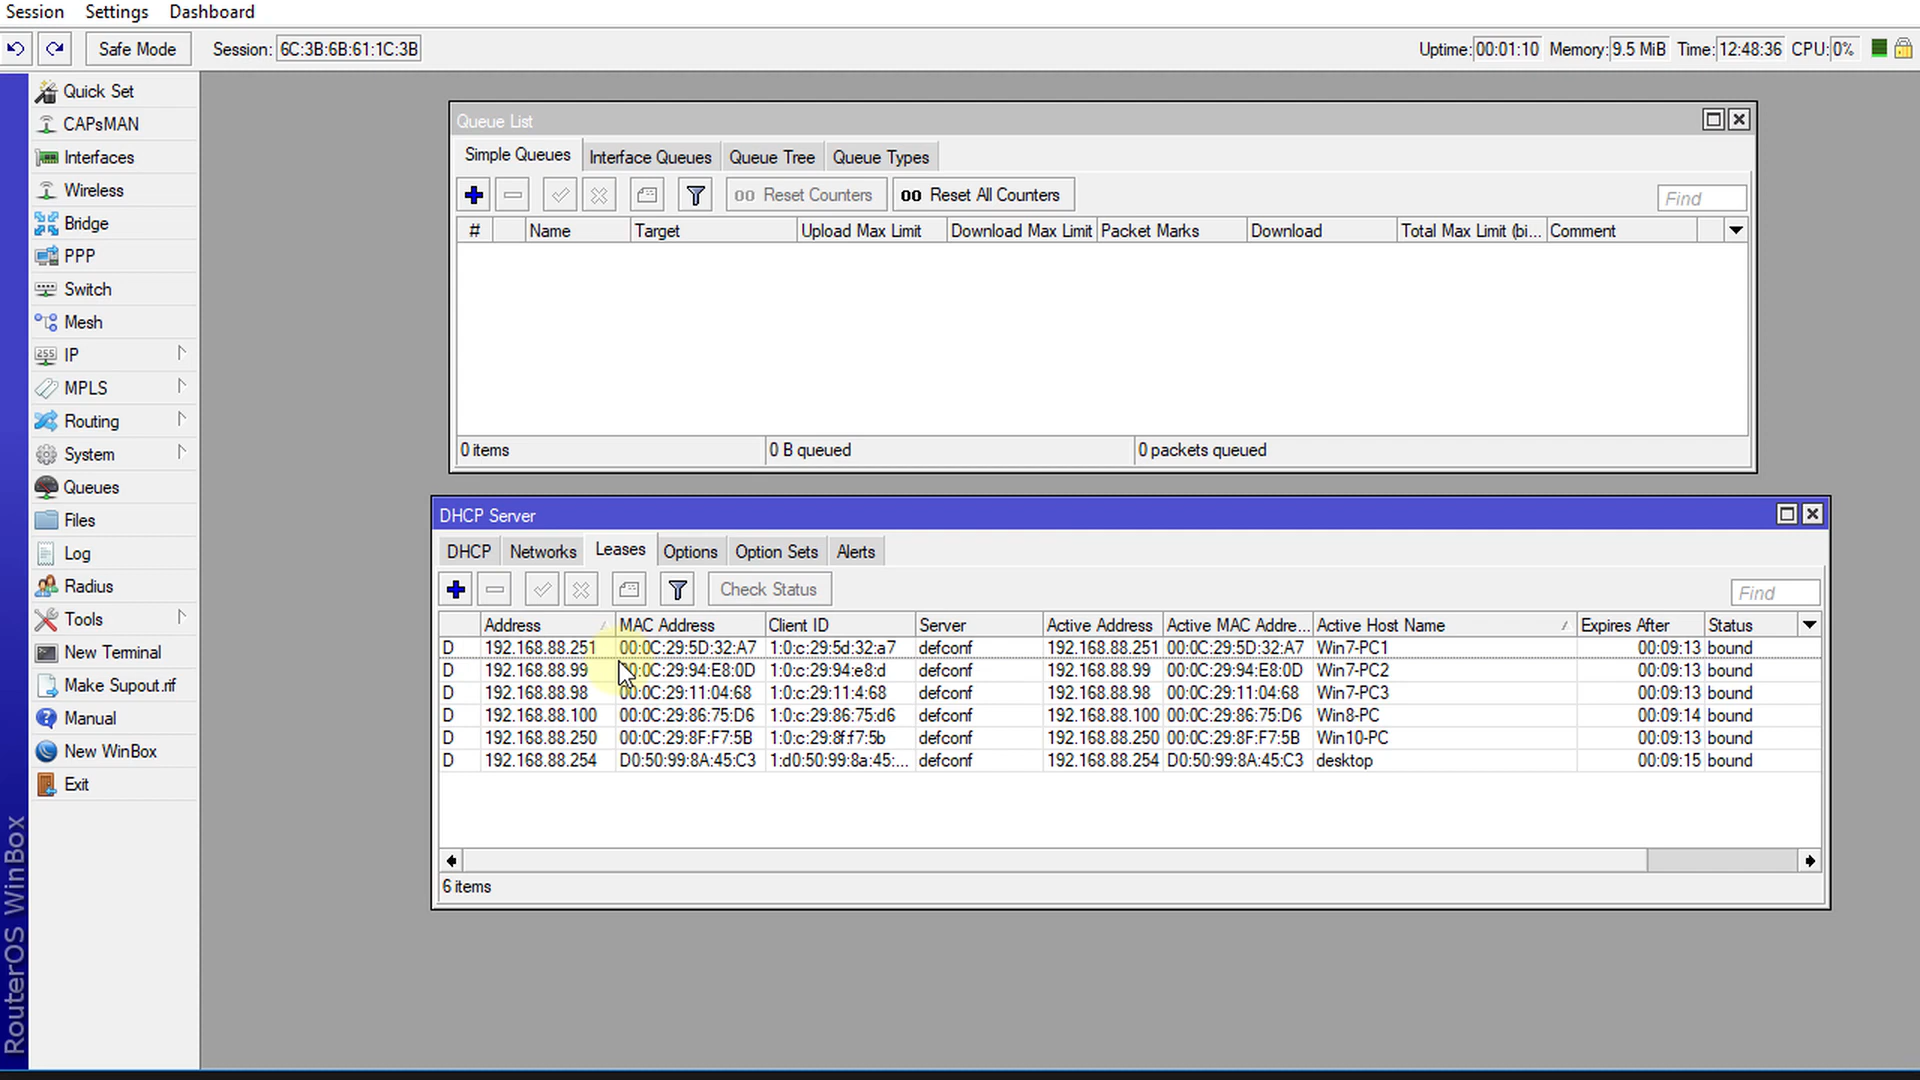 Session Settings Dashboard
Safe Mode Session: 6C:3B:6B:61:1C:3B Uptime: 00:01:10 Memory: 9.5 MiB Time: 12:48:36 CPU: 0%
Quick Set
CAPsMAN
Interfaces
Wireless
Bridge
PPP
Switch
Mesh
255 IP
MPLS
Routing
System
Queues
Files
Log
Radius
Tools
New Terminal
Make Supout.rif
Manual
New WinBox
Exit
RouterOS WinBox
Queue List
Simple Queues Interface Queues Queue Tree Queue Types
00 Reset Counters 00 Reset All Counters Find
# Name Target Upload Max Limit Download Max Limit Packet Marks Download Total Max Limit (bi... Comment
0 items 0 B queued 0 packets queued
DHCP Server
DHCP Networks Leases Options Option Sets Alerts
Check Status Find
Address MAC Address Client ID Server Active Address Active MAC Addre... Active Host Name Expires After Status
D 192.168.88.251 00:0C:29:5D:32:A7 1:0:c:29:5d:32:a7 defconf 192.168.88.251 00:0C:29:5D:32:A7 Win7-PC1 00:09:13 bound
D 192.168.88.99 00:0C:29:94:E8:0D 1:0:c:29:94:e8:d defconf 192.168.88.99 00:0C:29:94:E8:0D Win7-PC2 00:09:13 bound
D 192.168.88.98 00:0C:29:11:04:68 1:0:c:29:11:4:68 defconf 192.168.88.98 00:0C:29:11:04:68 Win7-PC3 00:09:13 bound
D 192.168.88.100 00:0C:29:86:75:D6 1:0:c:29:86:75:d6 defconf 192.168.88.100 00:0C:29:86:75:D6 Win8-PC 00:09:14 bound
D 192.168.88.250 00:0C:29:8F:F7:5B 1:0:c:29:8f:f7:5b defconf 192.168.88.250 00:0C:29:8F:F7:5B Win10-PC 00:09:13 bound
D 192.168.88.254 D0:50:99:8A:45:C3 1:d0:50:99:8a:45:... defconf 192.168.88.254 D0:50:99:8A:45:C3 desktop 00:09:15 bound
6 items